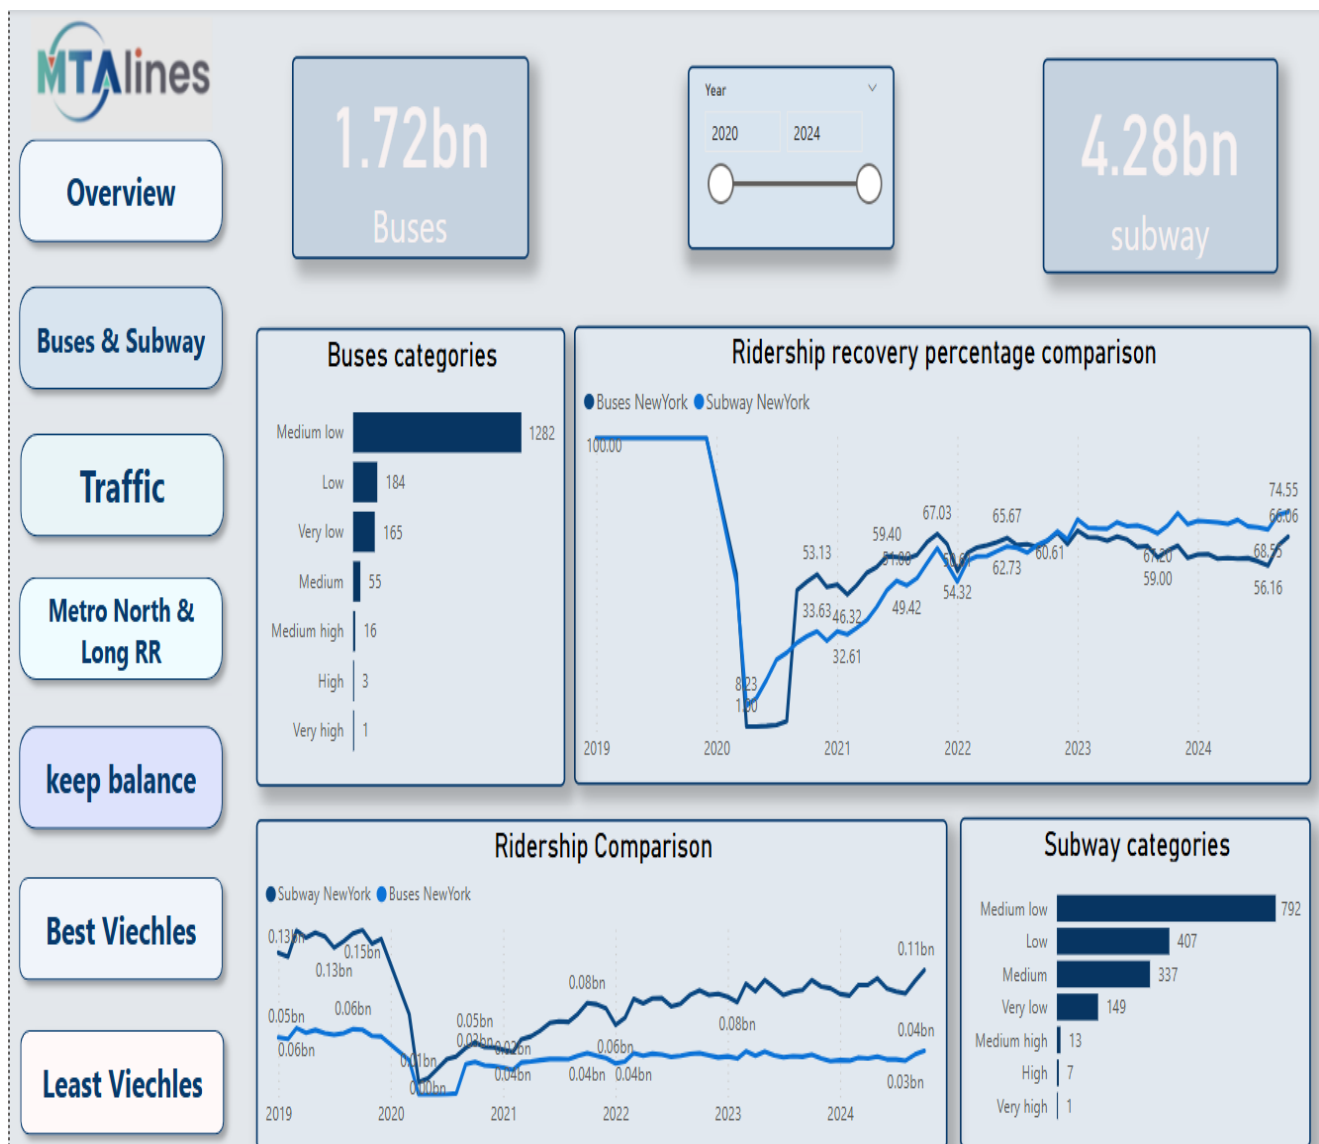 MTAlines
Overview
Buses & Subway
Traffic
Metro North &
Long RR
keep balance
Best Viechles
Least Viechles
1.72bn
Buses
Year
2020
2024
4.28bn
subway
Buses categories
Medium low 1282
Low 184
Very low 165
Medium 55
Medium high 16
High 3
Very high 1
Ridership recovery percentage comparison
Buses NewYork Subway NewYork
100.00
8.23
53.13
33.63
46.32
32.61
59.40
49.42
67.03
54.32
65.67
62.73
60.61
67.20
59.00
74.55
66.06
68.55
56.16
2019 2020 2021 2022 2023 2024
Ridership Comparison
Subway NewYork Buses NewYork
0.13bn
0.13bn
0.15bn
0.05bn
0.06bn
0.06bn
0.01bn
0.00bn
0.05bn
0.04bn
0.08bn
0.04bn
0.06bn
0.04bn
0.08bn
0.11bn
0.04bn
0.03bn
2019 2020 2021 2022 2023 2024
Subway categories
Medium low 792
Low 407
Medium 337
Very low 149
Medium high 13
High 7
Very high 1